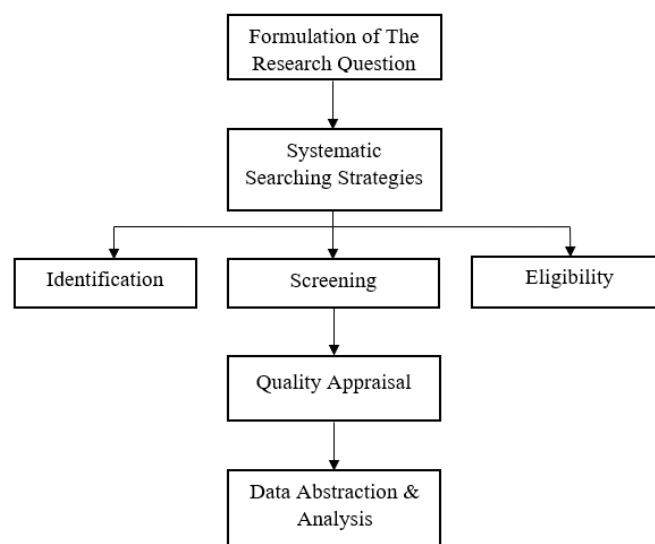 Formulation of The
Research Question
Systematic
Searching Strategies
Identification
Screening
Eligibility
Quality Appraisal
Data Abstraction &
Analysis